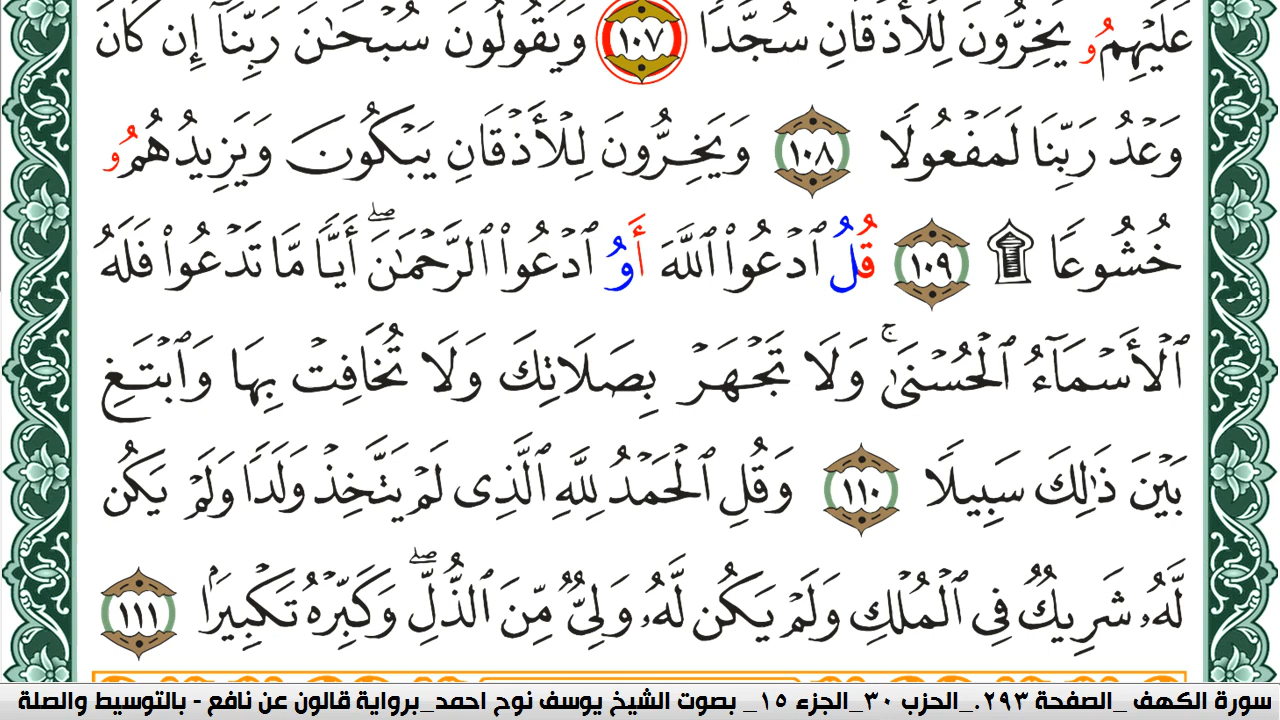 عَلَيْهِمُۥ يَخِرُّونَ لِلْأَذْقَانِ سُجَّدًا ١٠٧ وَيَقُولُونَ سُبْحَٰنَ رَبِّنَآ إِن كَانَ
وَعْدُ رَبِّنَا لَمَفْعُولًا ١٠٨ وَيَخِرُّونَ لِلْأَذْقَانِ يَبْكُونَ وَيَزِيدُهُمُۥ
خُشُوعًا ۩ ١٠٩ قُلُ ٱدْعُوا۟ ٱللَّهَ أَوُ ٱدْعُوا۟ ٱلرَّحْمَٰنَ ۖ أَيًّا مَّا تَدْعُوا۟ فَلَهُ
ٱلْأَسْمَآءُ ٱلْحُسْنَىٰ ۚ وَلَا تَجْهَرْ بِصَلَاتِكَ وَلَا تُخَافِتْ بِهَا وَٱبْتَغِ
بَيْنَ ذَٰلِكَ سَبِيلًا ١١٠ وَقُلِ ٱلْحَمْدُ لِلَّهِ ٱلَّذِى لَمْ يَتَّخِذْ وَلَدًا وَلَمْ يَكُن
لَّهُۥ شَرِيكٌ فِى ٱلْمُلْكِ وَلَمْ يَكُن لَّهُۥ وَلِىٌّ مِّنَ ٱلذُّلِّ ۖ وَكَبِّرْهُ تَكْبِيرًۢا ١١١
سورة الكهف _الصفحة ٢٩٣._الحزب ٣٠_الجزء ١٥_ بصوت الشيخ يوسف نوح احمد_برواية قالون عن نافع - بالتوسيط والصلة